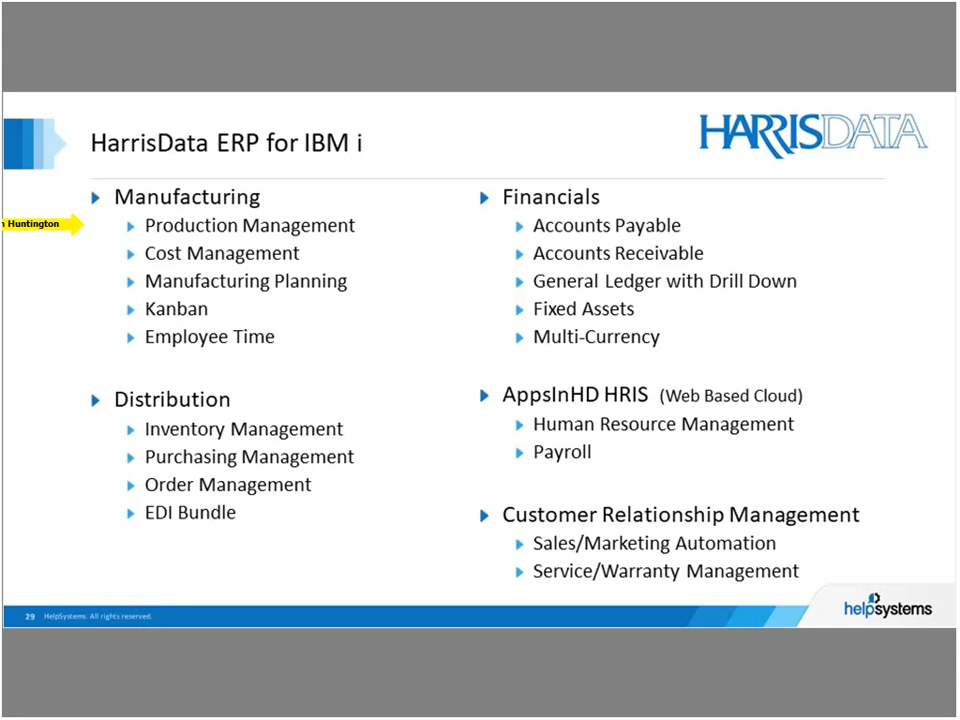 HarrisData ERP for IBM i
HARRISDATA
Manufacturing
Huntington
Production Management
Cost Management
Manufacturing Planning
Kanban
Employee Time
Distribution
Inventory Management
Purchasing Management
Order Management
EDI Bundle
Financials
Accounts Payable
Accounts Receivable
General Ledger with Drill Down
Fixed Assets
Multi-Currency
AppsInHD HRIS (Web Based Cloud)
Human Resource Management
Payroll
Customer Relationship Management
Sales/Marketing Automation
Service/Warranty Management
29 HelpSystems. All rights reserved.
helpsystems